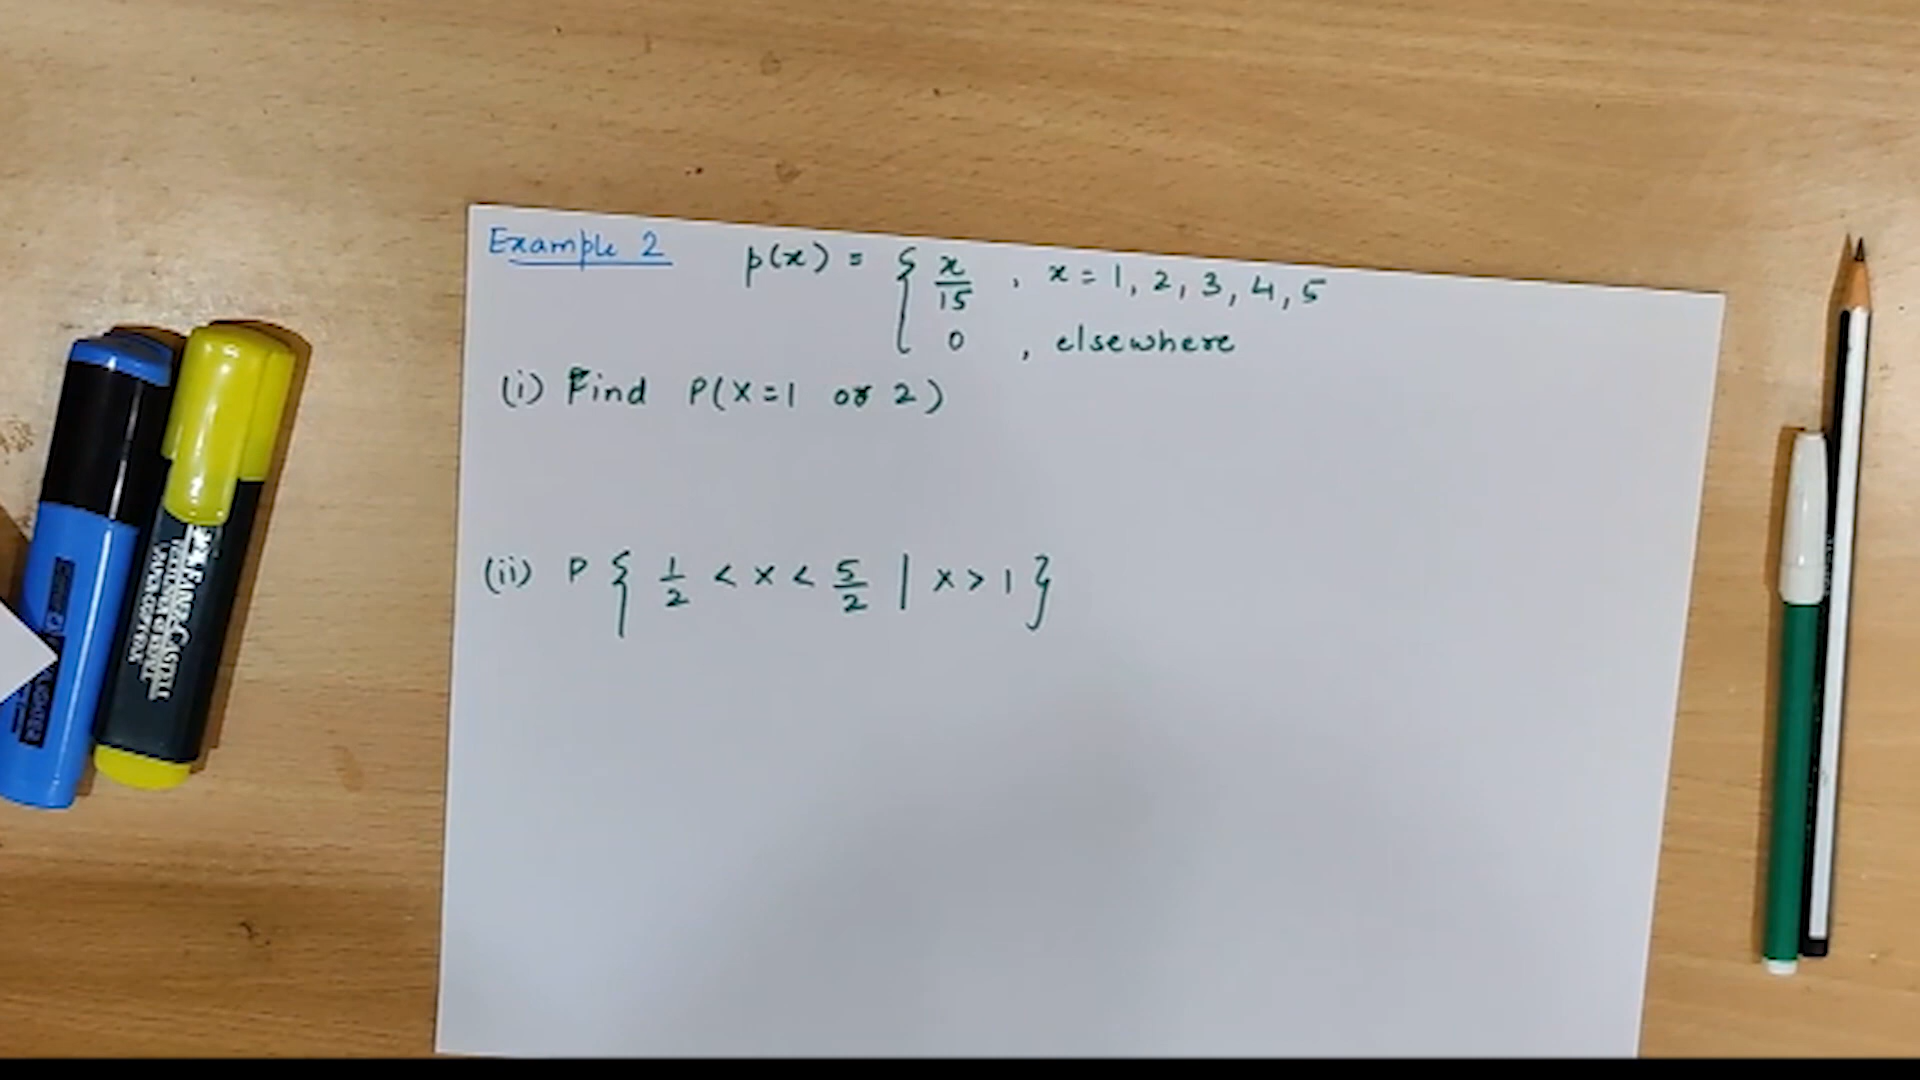 Example 2 p(x) = { x/15 , x = 1, 2, 3, 4, 5
0 , elsewhere
(i) Find P(X=1 or 2)
(ii) P { 1/2 < X < 5/2 | X > 1 }
FABER-CASTELL
TEXTLINER